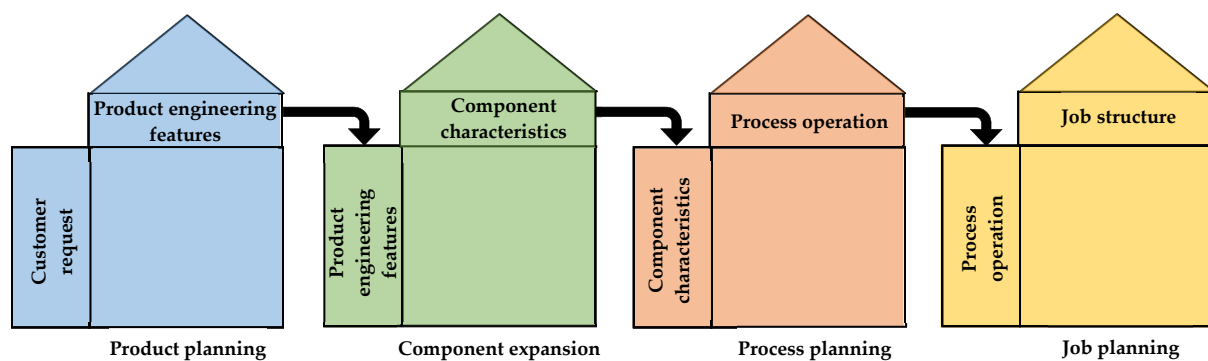 Product engineering
features
Customer
request
Product planning
Component
characteristics
Product
engineering
features
Component expansion
Process operation
Component
characteristics
Process planning
Job structure
Process
operation
Job planning